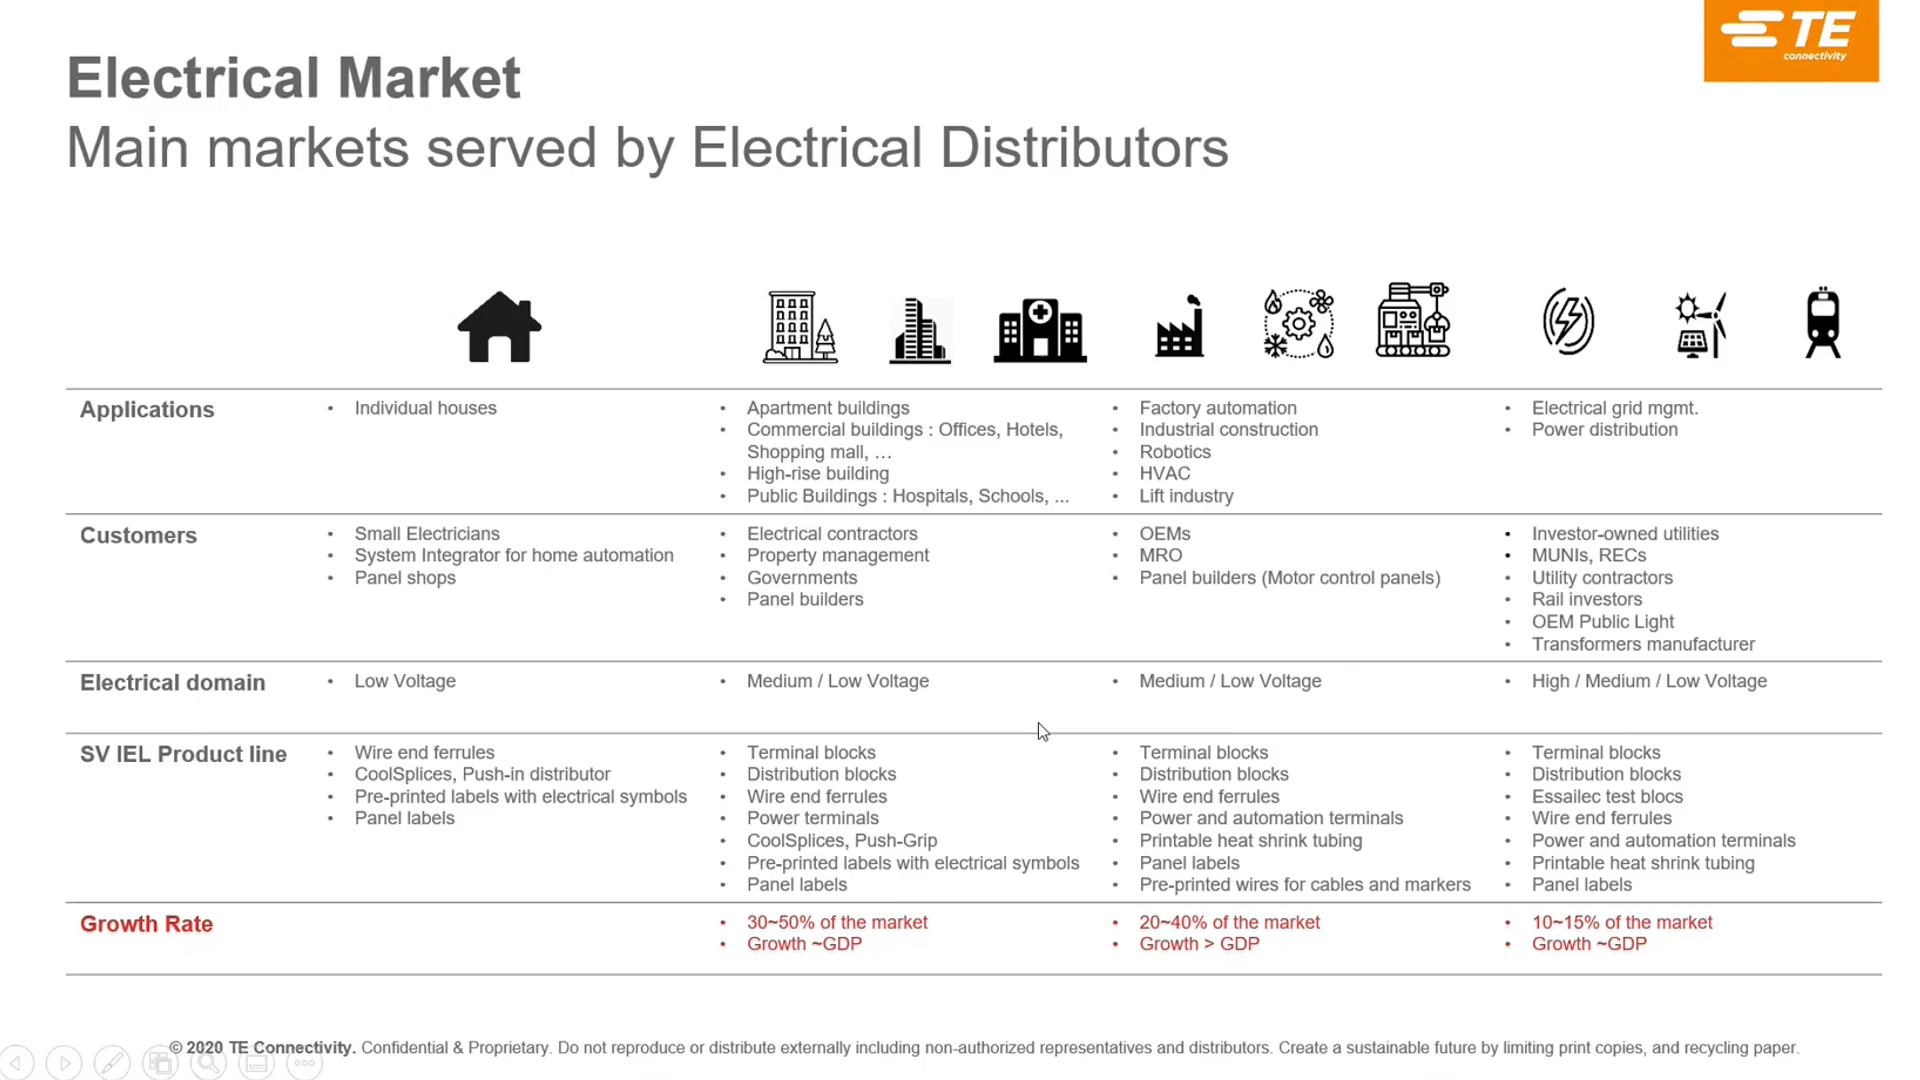 TE
connectivity
Electrical Market
Main markets served by Electrical Distributors
Applications
• Individual houses
• Apartment buildings
• Commercial buildings : Offices, Hotels,
Shopping mall, …
• High-rise building
• Public Buildings : Hospitals, Schools, ...
• Factory automation
• Industrial construction
• Robotics
• HVAC
• Lift industry
• Electrical grid mgmt.
• Power distribution
Customers
• Small Electricians
• System Integrator for home automation
• Panel shops
• Electrical contractors
• Property management
• Governments
• Panel builders
• OEMs
• MRO
• Panel builders (Motor control panels)
• Investor-owned utilities
• MUNIs, RECs
• Utility contractors
• Rail investors
• OEM Public Light
• Transformers manufacturer
Electrical domain
• Low Voltage
• Medium / Low Voltage
• Medium / Low Voltage
• High / Medium / Low Voltage
SV IEL Product line
• Wire end ferrules
• CoolSplices, Push-in distributor
• Pre-printed labels with electrical symbols
• Panel labels
• Terminal blocks
• Distribution blocks
• Wire end ferrules
• Power terminals
• CoolSplices, Push-Grip
• Pre-printed labels with electrical symbols
• Panel labels
• Terminal blocks
• Distribution blocks
• Wire end ferrules
• Power and automation terminals
• Printable heat shrink tubing
• Panel labels
• Pre-printed wires for cables and markers
• Terminal blocks
• Distribution blocks
• Essailec test blocs
• Wire end ferrules
• Power and automation terminals
• Printable heat shrink tubing
• Panel labels
Growth Rate
• 30~50% of the market
• Growth ~GDP
• 20~40% of the market
• Growth > GDP
• 10~15% of the market
• Growth ~GDP
© 2020 TE Connectivity. Confidential & Proprietary. Do not reproduce or distribute externally including non-authorized representatives and distributors. Create a sustainable future by limiting print copies, and recycling paper.